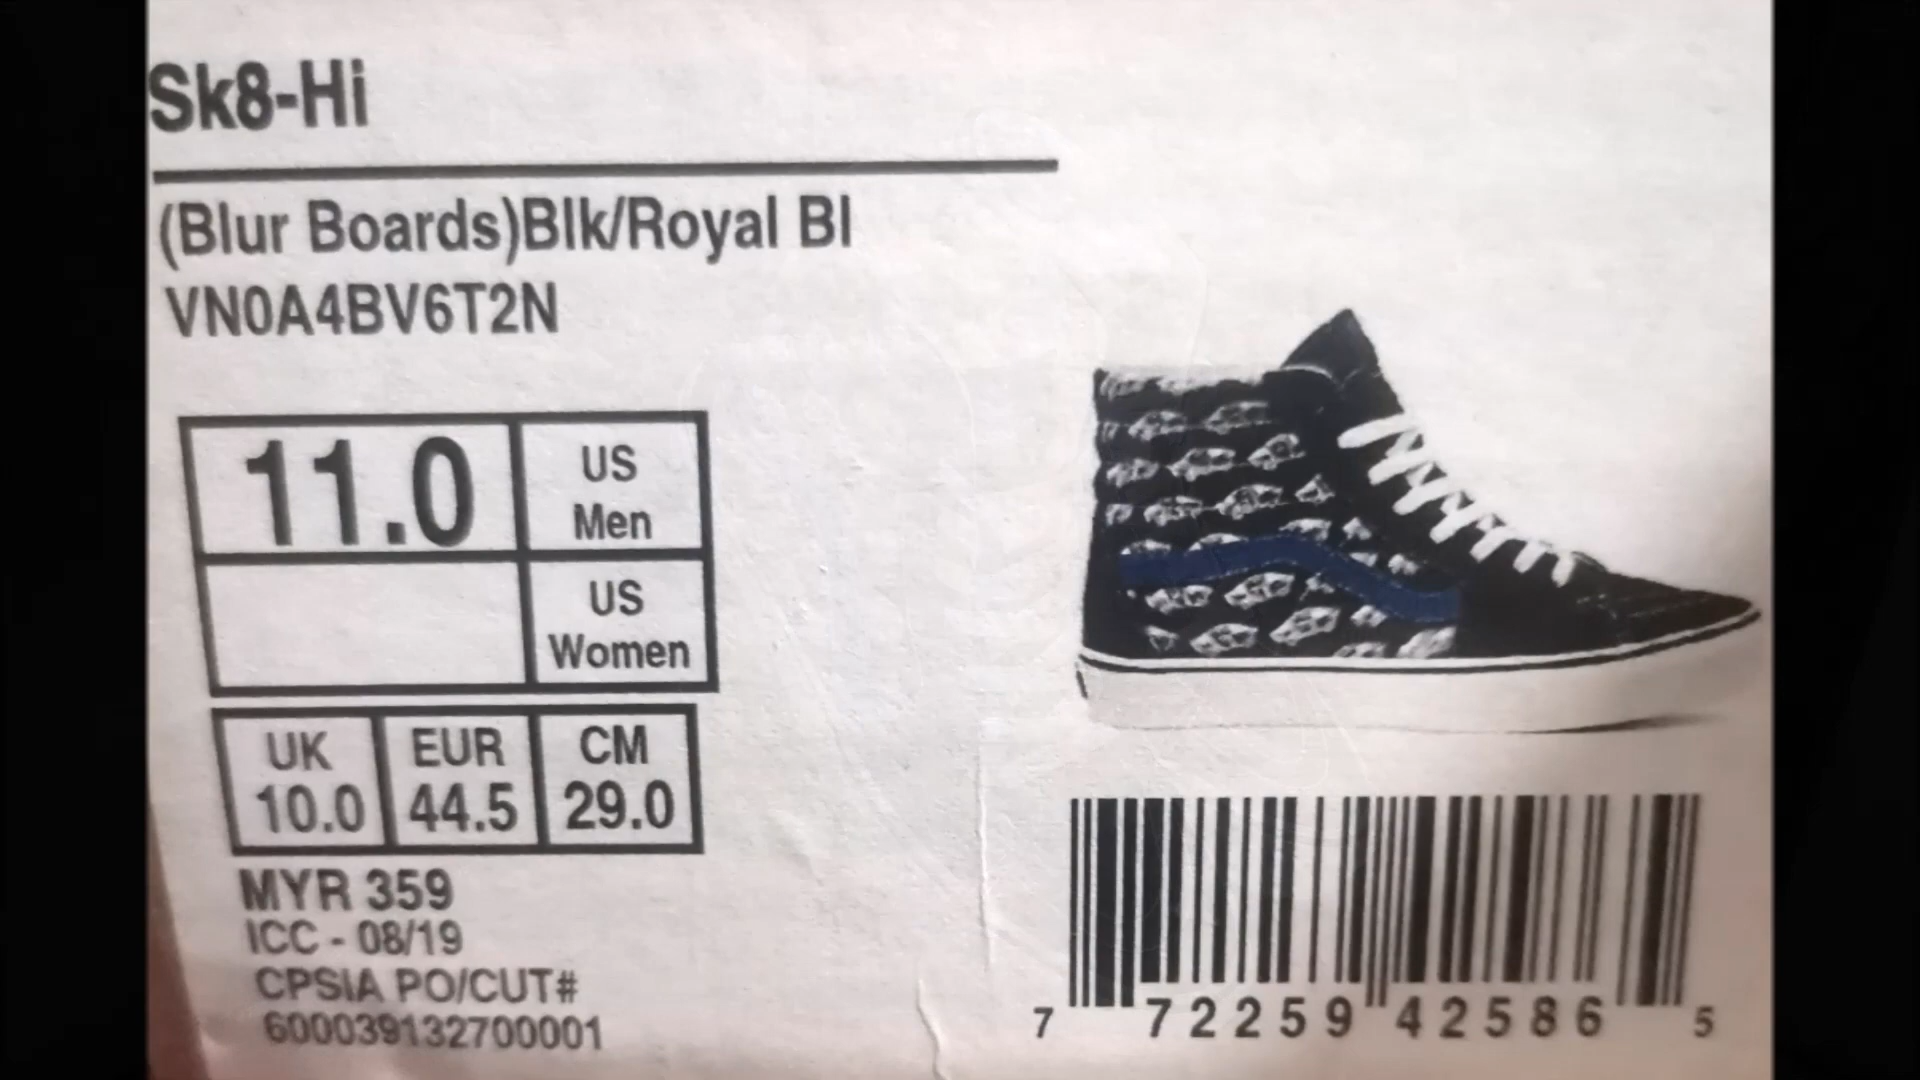 Sk8-Hi
(Blur Boards)Blk/Royal Bl
VN0A4BV6T2N
11.0
US
Men
US
Women
UK
10.0
EUR
44.5
CM
29.0
MYR 359
ICC - 08/19
CPSIA PO/CUT#
600039132700001
7 72259 42586 5